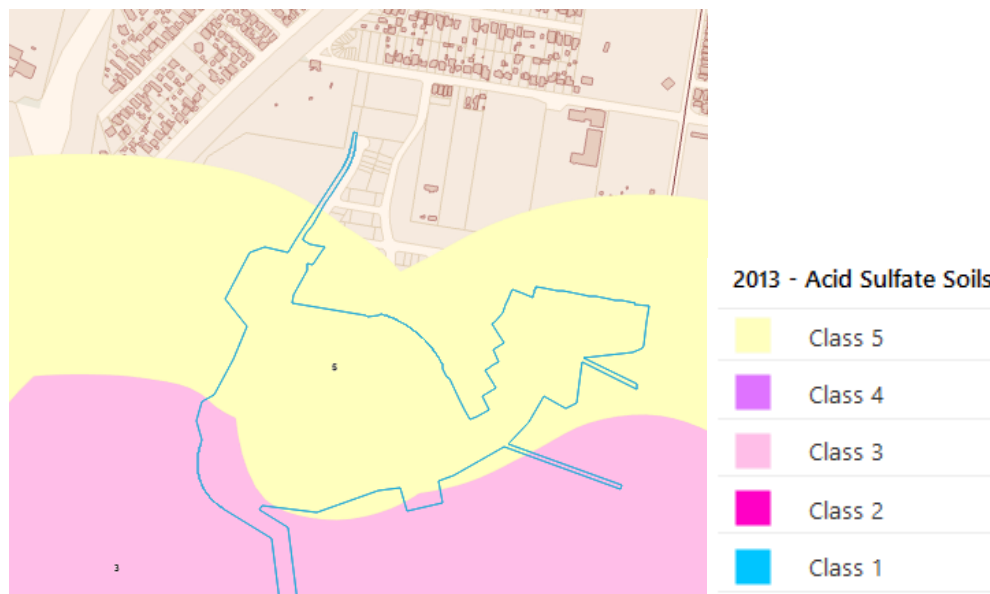 5
3
2013 - Acid Sulfate Soils
Class 5
Class 4
Class 3
Class 2
Class 1